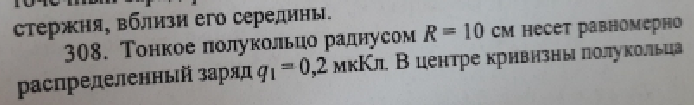 стержня, вблизи его середины.
308. Тонкое полукольцо радиусом R = 10 см несет равномерно
распределенный заряд q₁ = 0,2 мкКл. В центре кривизны полукольца